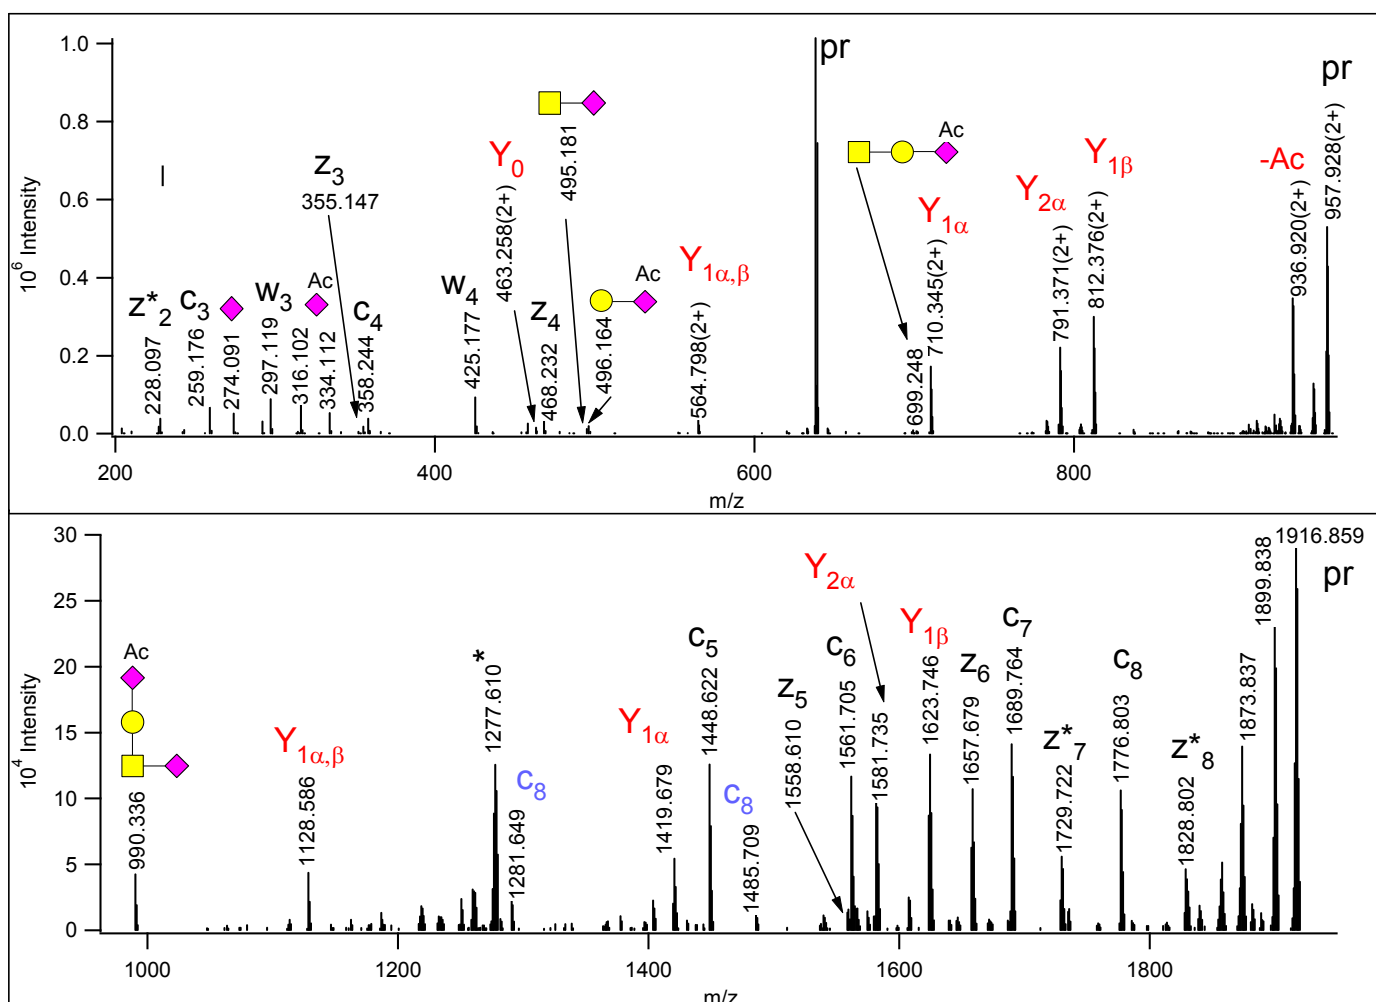 1.0
0.8
0.6
0.4
0.2
0.0
10⁶ Intensity
200
400
600
800
m/z
z*2
228.097
c3
259.176
274.091
w3
297.119
Ac
316.102
334.112
z3
355.147
c4
358.244
w4
425.177
Y0
463.258(2+)
z4
468.232
495.181
Ac
496.164
Y1α,β
564.798(2+)
pr
Ac
699.248
Y1α
710.345(2+)
Y2α
791.371(2+)
Y1β
812.376(2+)
-Ac
936.920(2+)
pr
957.928(2+)
30
25
20
15
10
5
0
10⁴ Intensity
1000
1200
1400
1600
1800
m/z
Ac
990.336
Y1α,β
1128.586
*
1277.610
c8
1281.649
Y1α
1419.679
c5
1448.622
c8
1485.709
z5
1558.610
c6
1561.705
Y2α
1581.735
Y1β
1623.746
z6
1657.679
c7
1689.764
z*7
1729.722
c8
1776.803
z*8
1828.802
1873.837
1899.838
1916.859
pr